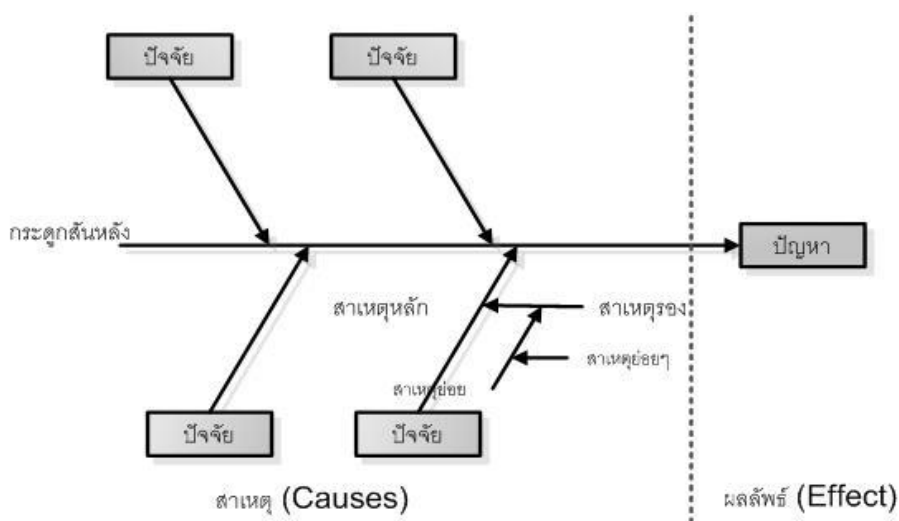 ปัจจัย
ปัจจัย
กระดูกสันหลัง
ปัญหา
สาเหตุหลัก
สาเหตุรอง
สาเหตุย่อยๆ
สาเหตุย่อย
ปัจจัย
ปัจจัย
สาเหตุ (Causes)
ผลลัพธ์ (Effect)